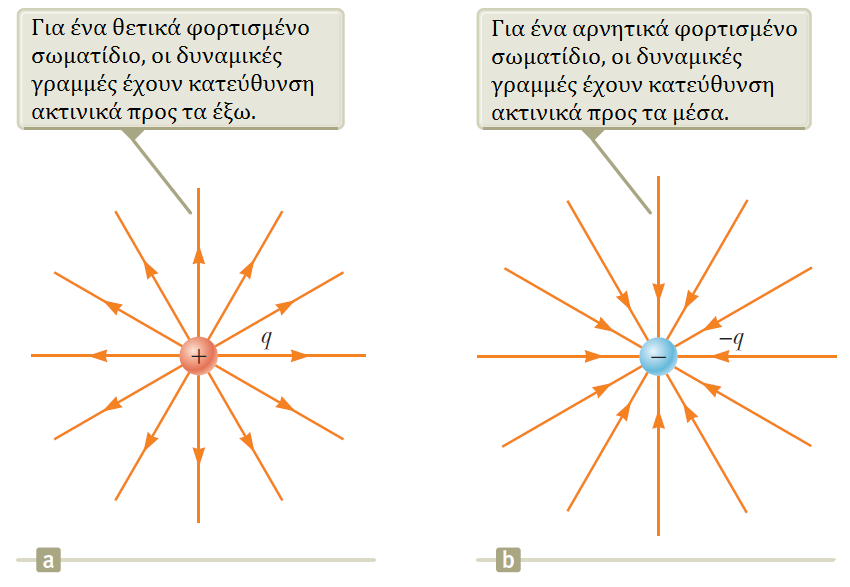 Για ένα θετικά φορτισμένο
σωματίδιο, οι δυναμικές
γραμμές έχουν κατεύθυνση
ακτινικά προς τα έξω.
Για ένα αρνητικά φορτισμένο
σωματίδιο, οι δυναμικές
γραμμές έχουν κατεύθυνση
ακτινικά προς τα μέσα.
q
+
−q
−
a
b